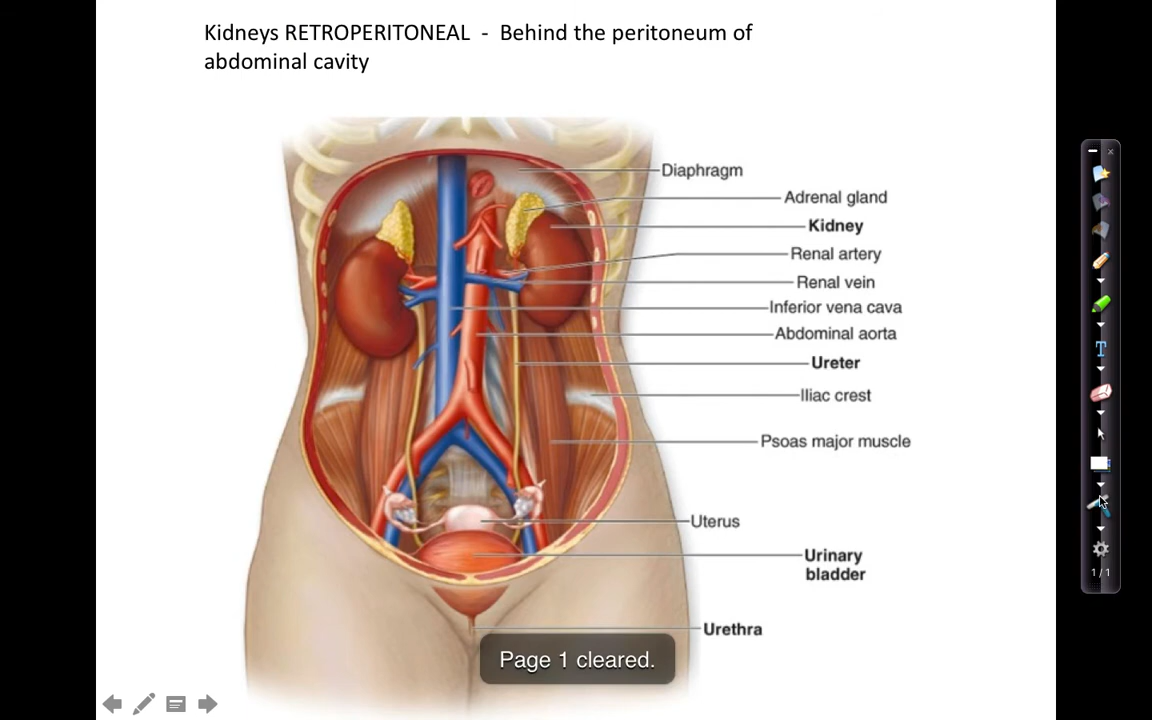 Kidneys RETROPERITONEAL - Behind the peritoneum of
abdominal cavity
Diaphragm
Adrenal gland
Kidney
Renal artery
Renal vein
Inferior vena cava
Abdominal aorta
Ureter
Iliac crest
Psoas major muscle
Uterus
Urinary
bladder
Urethra
Page 1 cleared.
T
1 / 1